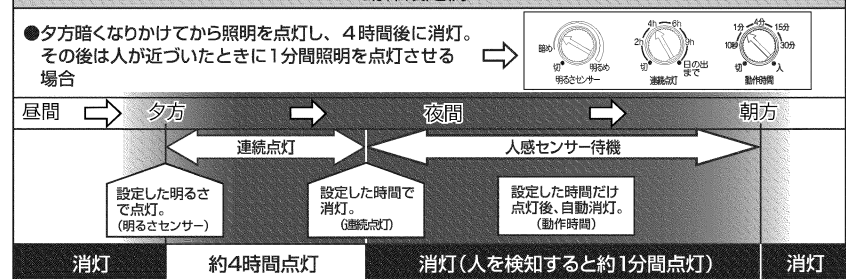 ●夕方暗くなりかけてから照明を点灯し、4時間後に消灯。
その後は人が近づいたときに1分間照明を点灯させる
場合
暗め
切
明るめ
明るさセンサー
2h
4h
6h
8h
切
日の出
まで
連続点灯
10秒
1分
4分
15分
30分
切
人
動作時間
昼間
夕方
夜間
朝方
連続点灯
人感センサー待機
設定した明るさ
で点灯。
(明るさセンサー)
設定した時間で
消灯。
(連続点灯)
設定した時間だけ
点灯後、自動消灯。
(動作時間)
消灯
約4時間点灯
消灯(人を検知すると約1分間点灯)
消灯